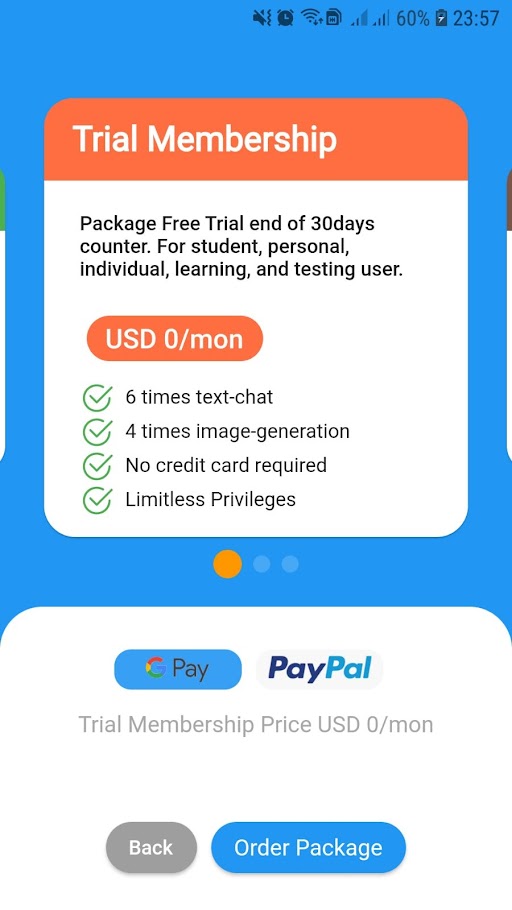 60% 23:57
Trial Membership
Package Free Trial end of 30days
counter. For student, personal,
individual, learning, and testing user.
USD 0/mon
6 times text-chat
4 times image-generation
No credit card required
Limitless Privileges
G Pay PayPal
Trial Membership Price USD 0/mon
Back Order Package